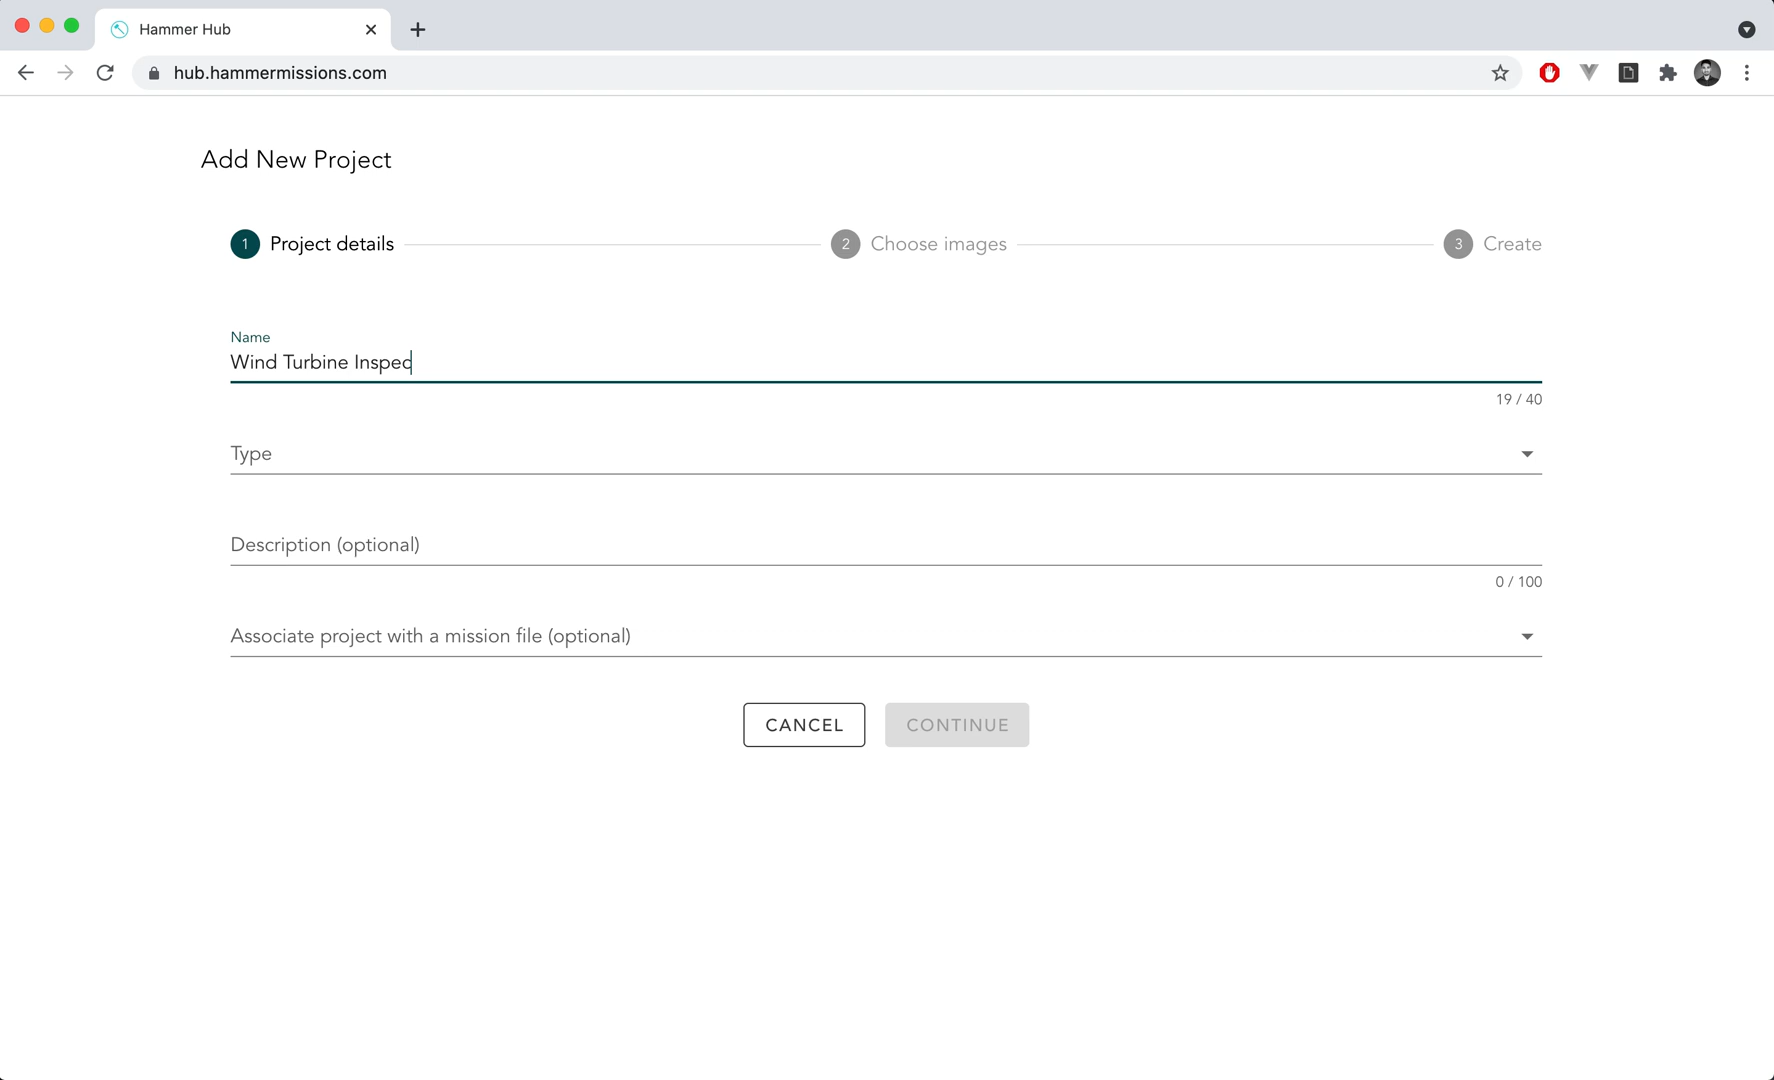 Hammer Hub
hub.hammermissions.com
Add New Project
1 Project details
2 Choose images
3 Create
Name
Wind Turbine Inspec
19 / 40
Type
Description (optional)
0 / 100
Associate project with a mission file (optional)
CANCEL
CONTINUE